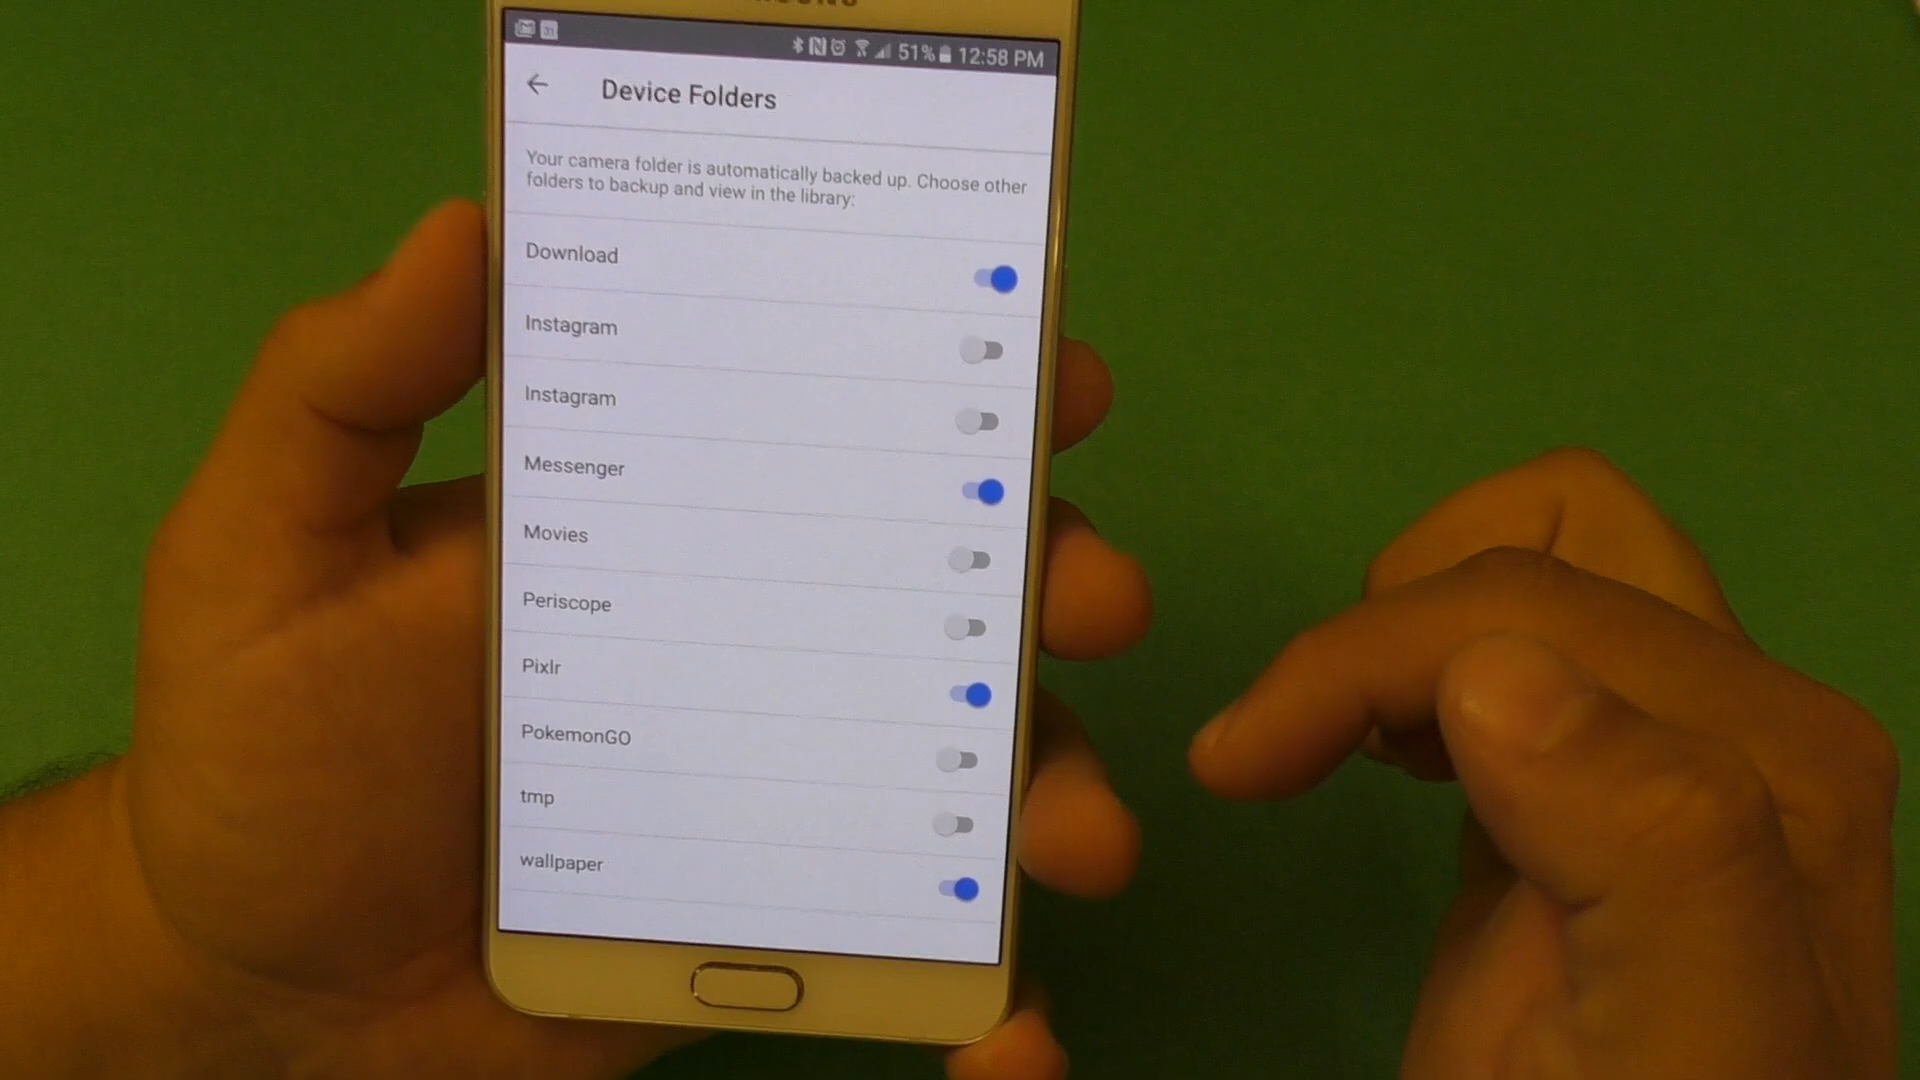 51% 12:58 PM
Device Folders
Your camera folder is automatically backed up. Choose other
folders to backup and view in the library:
Download
Instagram
Instagram
Messenger
Movies
Periscope
Pixlr
PokemonGO
tmp
wallpaper